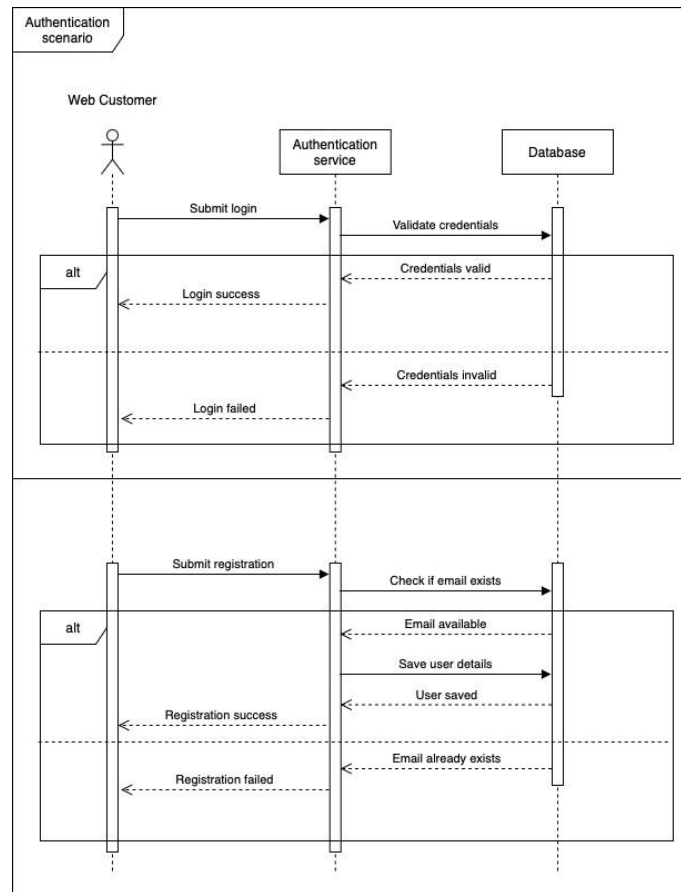 Authentication
scenario
Web Customer
Authentication
service
Database
Submit login
Validate credentials
alt
Credentials valid
Login success
Credentials invalid
Login failed
Submit registration
Check if email exists
alt
Email available
Save user details
User saved
Registration success
Email already exists
Registration failed